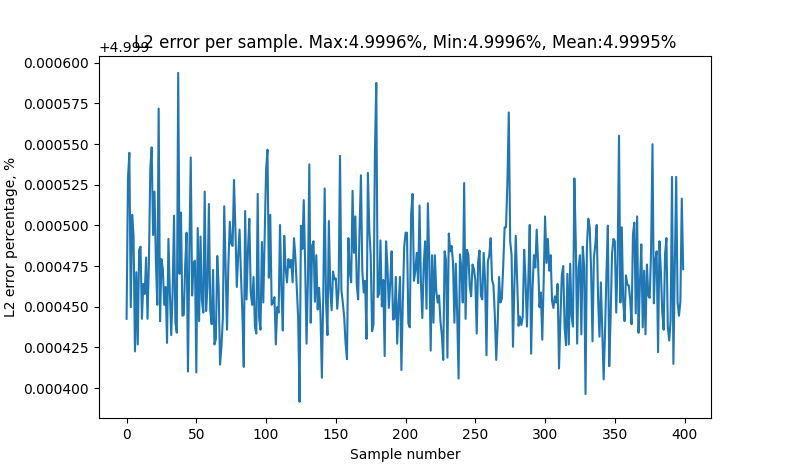 L2 error per sample. Max:4.9996%, Min:4.9996%, Mean:4.9995%
+4.999
0.000600
0.000575
0.000550
0.000525
0.000500
0.000475
0.000450
0.000425
0.000400
L2 error percentage, %
0 50 100 150 200 250 300 350 400
Sample number